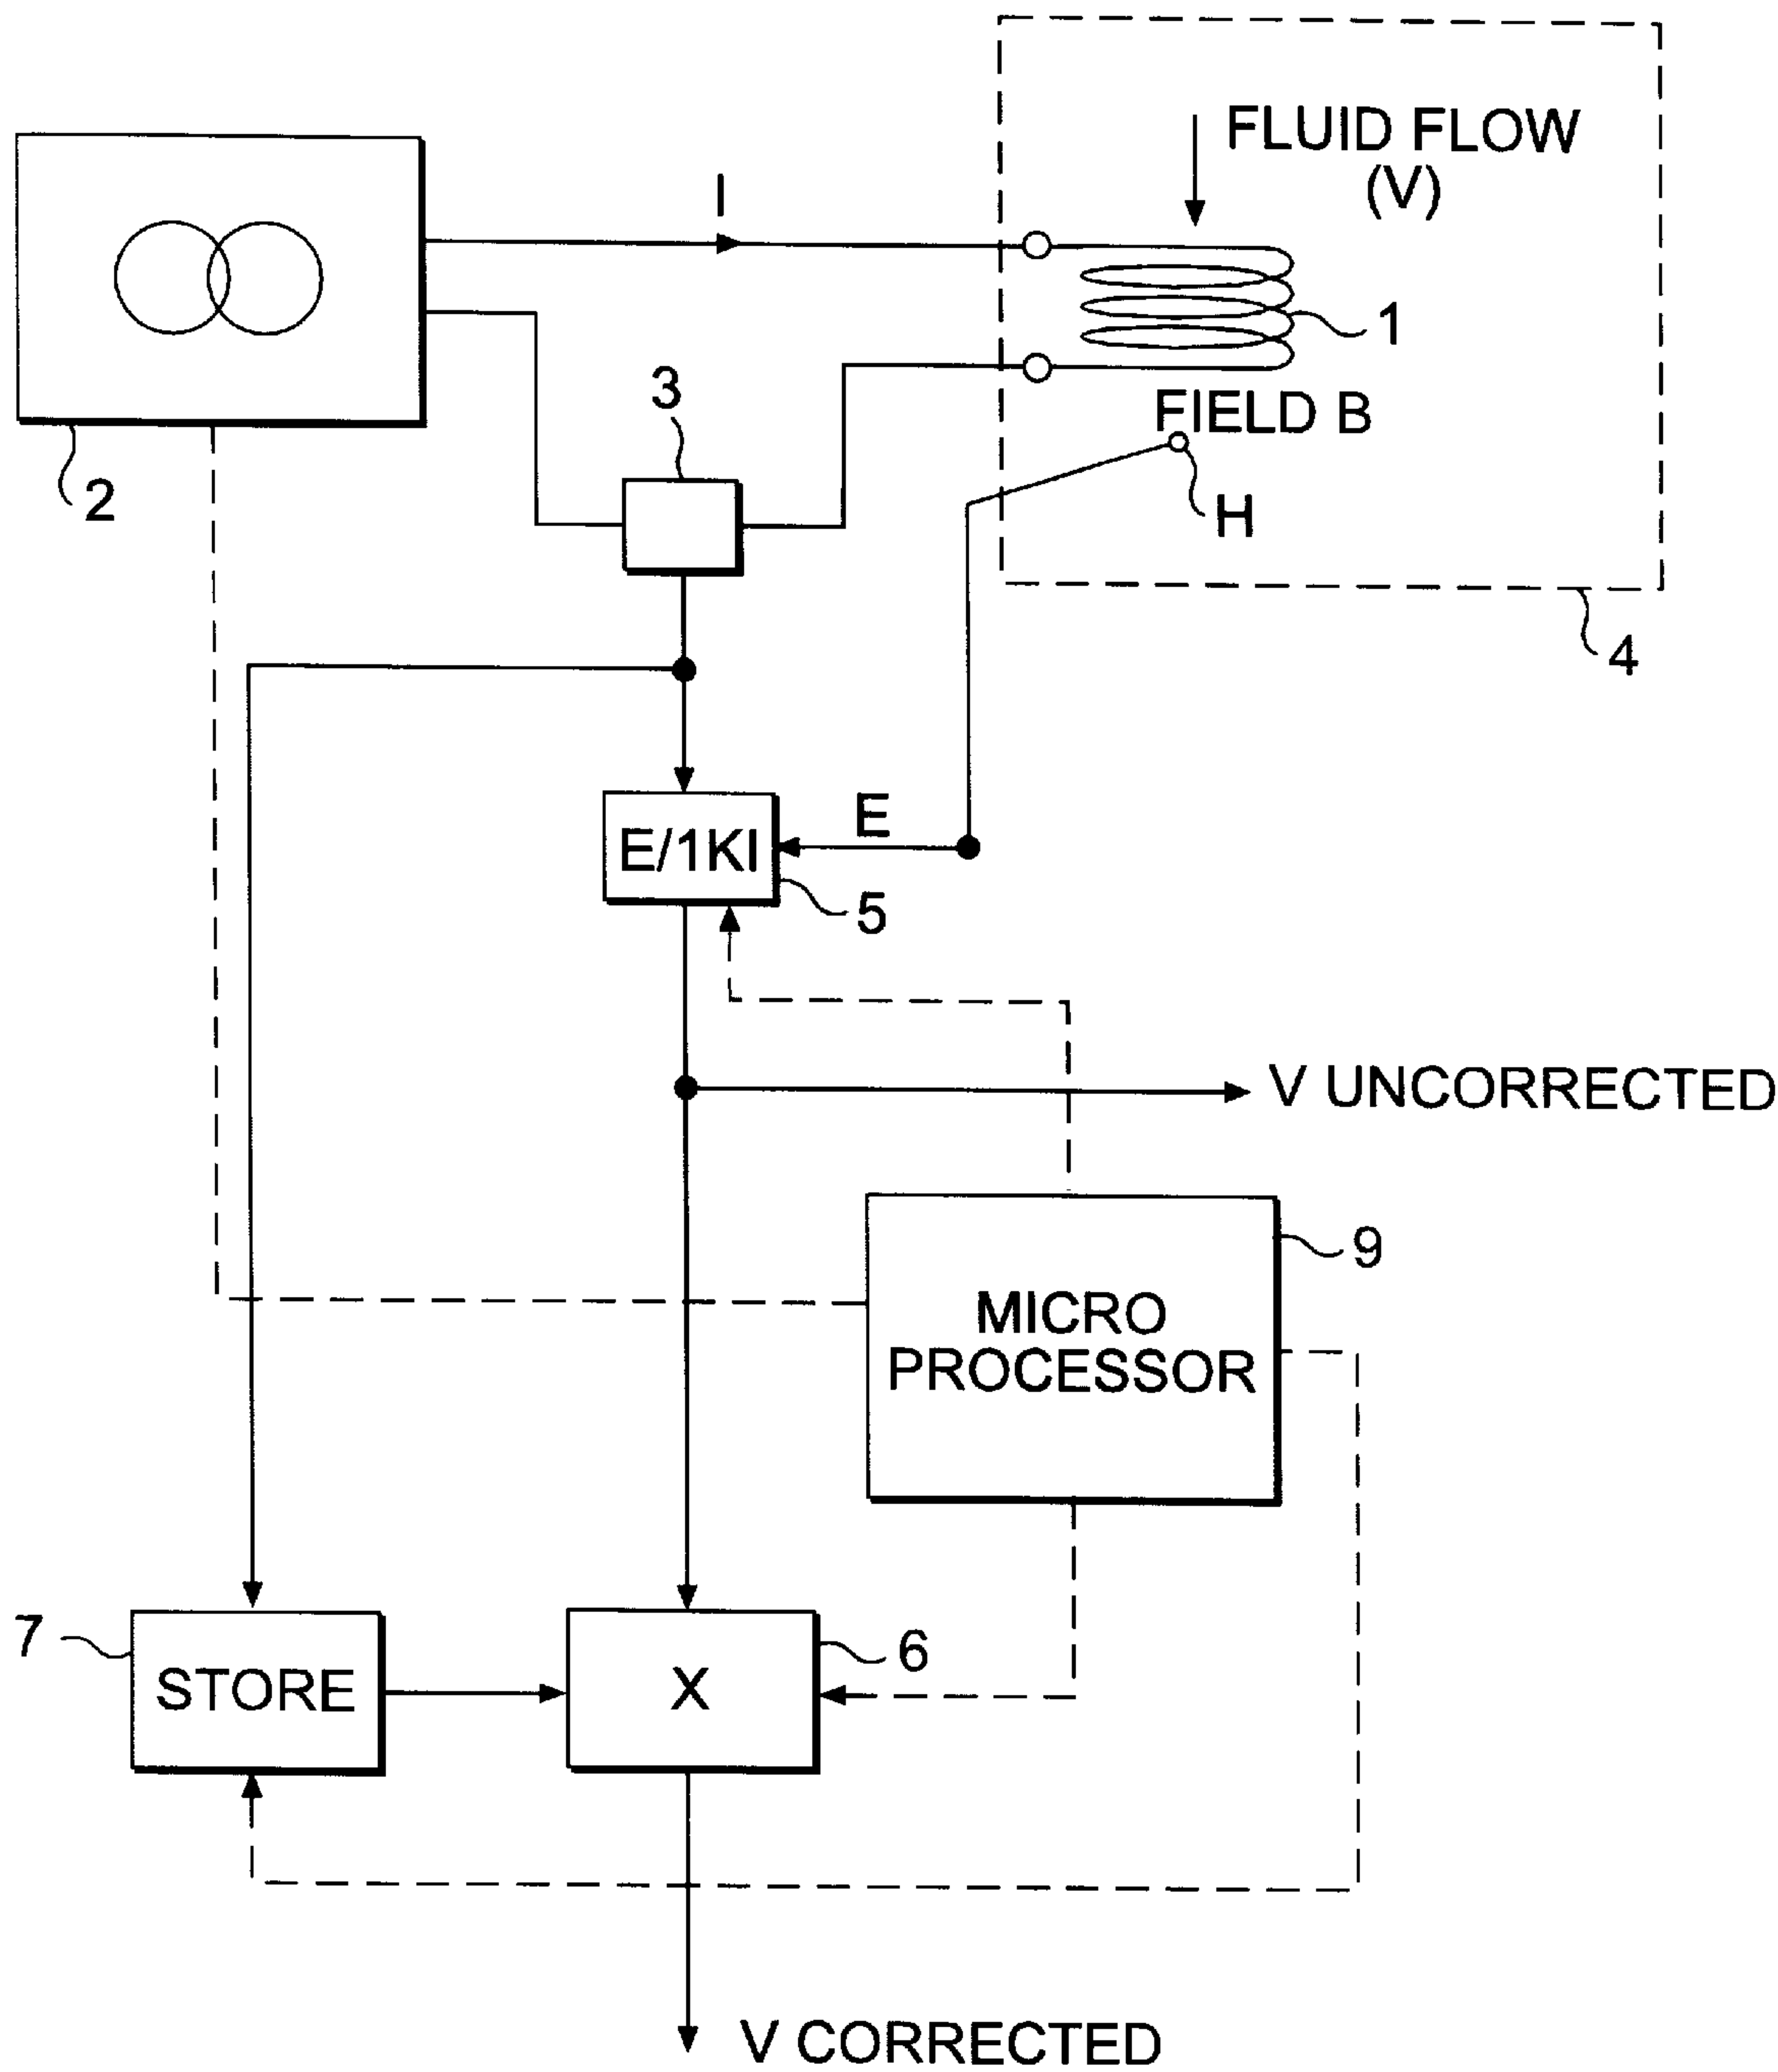 FLUID FLOW
(V)
I
1
FIELD B
3
2
H
4
E
E/1KI
5
V UNCORRECTED
9
MICRO
PROCESSOR
7
6
STORE
X
V CORRECTED